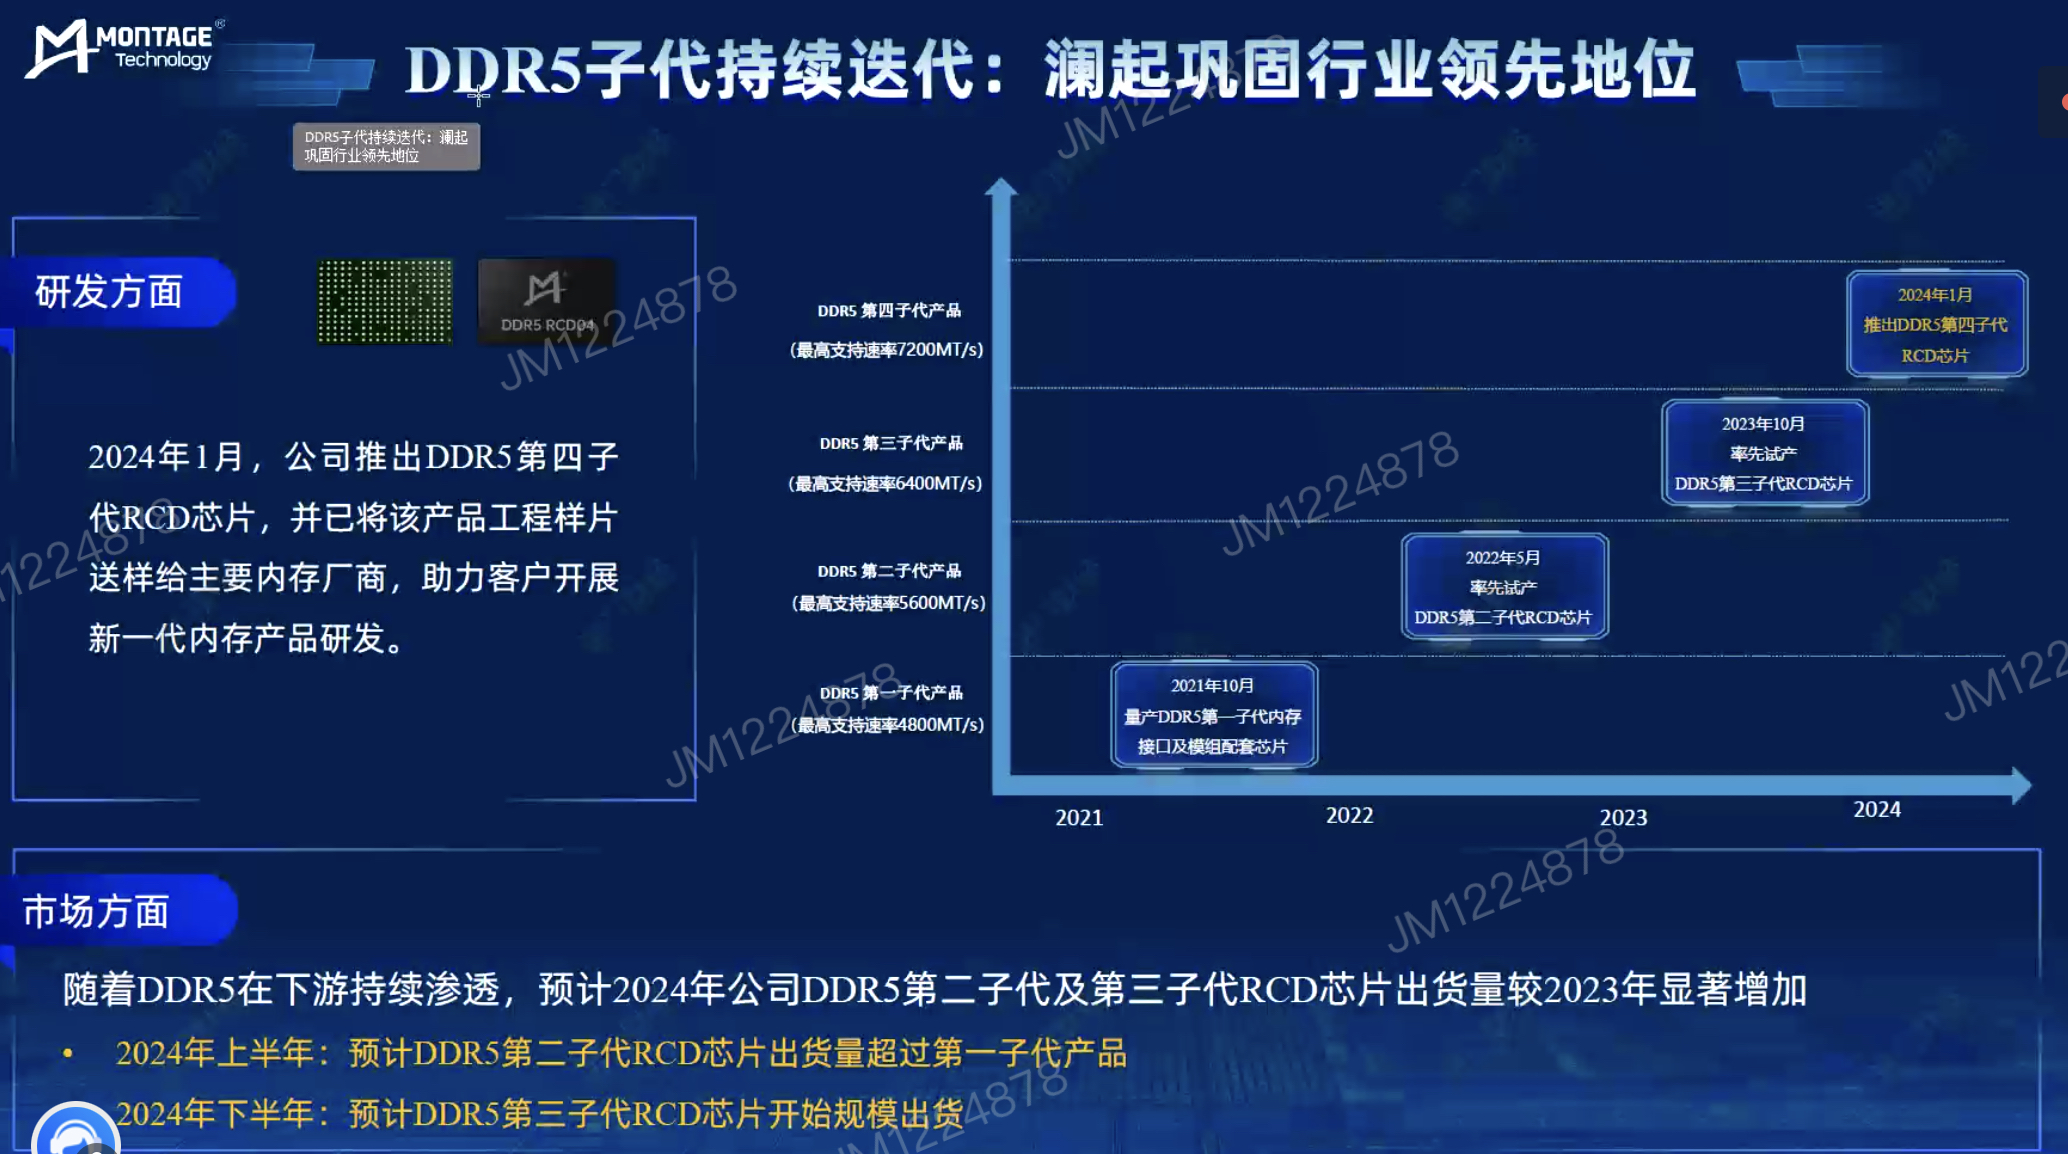 MONTAGE®
Technology
DDR5子代持续迭代：澜起巩固行业领先地位
DDR5子代持续迭代：澜起
巩固行业领先地位
研发方面
DDR5 RCD04
2024年1月，公司推出DDR5第四子
代RCD芯片，并已将该产品工程样片
送样给主要内存厂商，助力客户开展
新一代内存产品研发。
DDR5 第四子代产品
（最高支持速率7200MT/s）
DDR5 第三子代产品
（最高支持速率6400MT/s）
DDR5 第二子代产品
（最高支持速率5600MT/s）
DDR5 第一子代产品
（最高支持速率4800MT/s）
2024年1月
推出DDR5第四子代
RCD芯片
2023年10月
率先试产
DDR5第三子代RCD芯片
2022年5月
率先试产
DDR5第二子代RCD芯片
2021年10月
量产DDR5第一子代内存
接口及模组配套芯片
2021
2022
2023
2024
市场方面
随着DDR5在下游持续渗透，预计2024年公司DDR5第二子代及第三子代RCD芯片出货量较2023年显著增加
• 2024年上半年：预计DDR5第二子代RCD芯片出货量超过第一子代产品
2024年下半年：预计DDR5第三子代RCD芯片开始规模出货
JM1224878
JM1224878
JM1224878
JM1224878
JM1224878